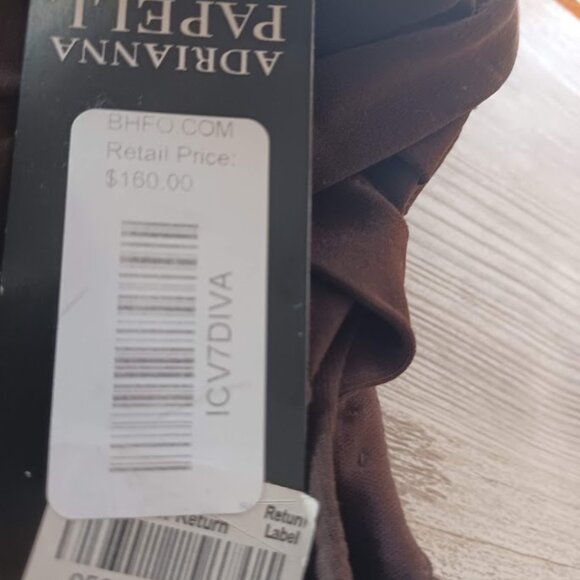 ADRIANNA
PAPELL
BHFO.COM
Retail Price:
$160.00
ICV7DIVA
Return
Return
Label